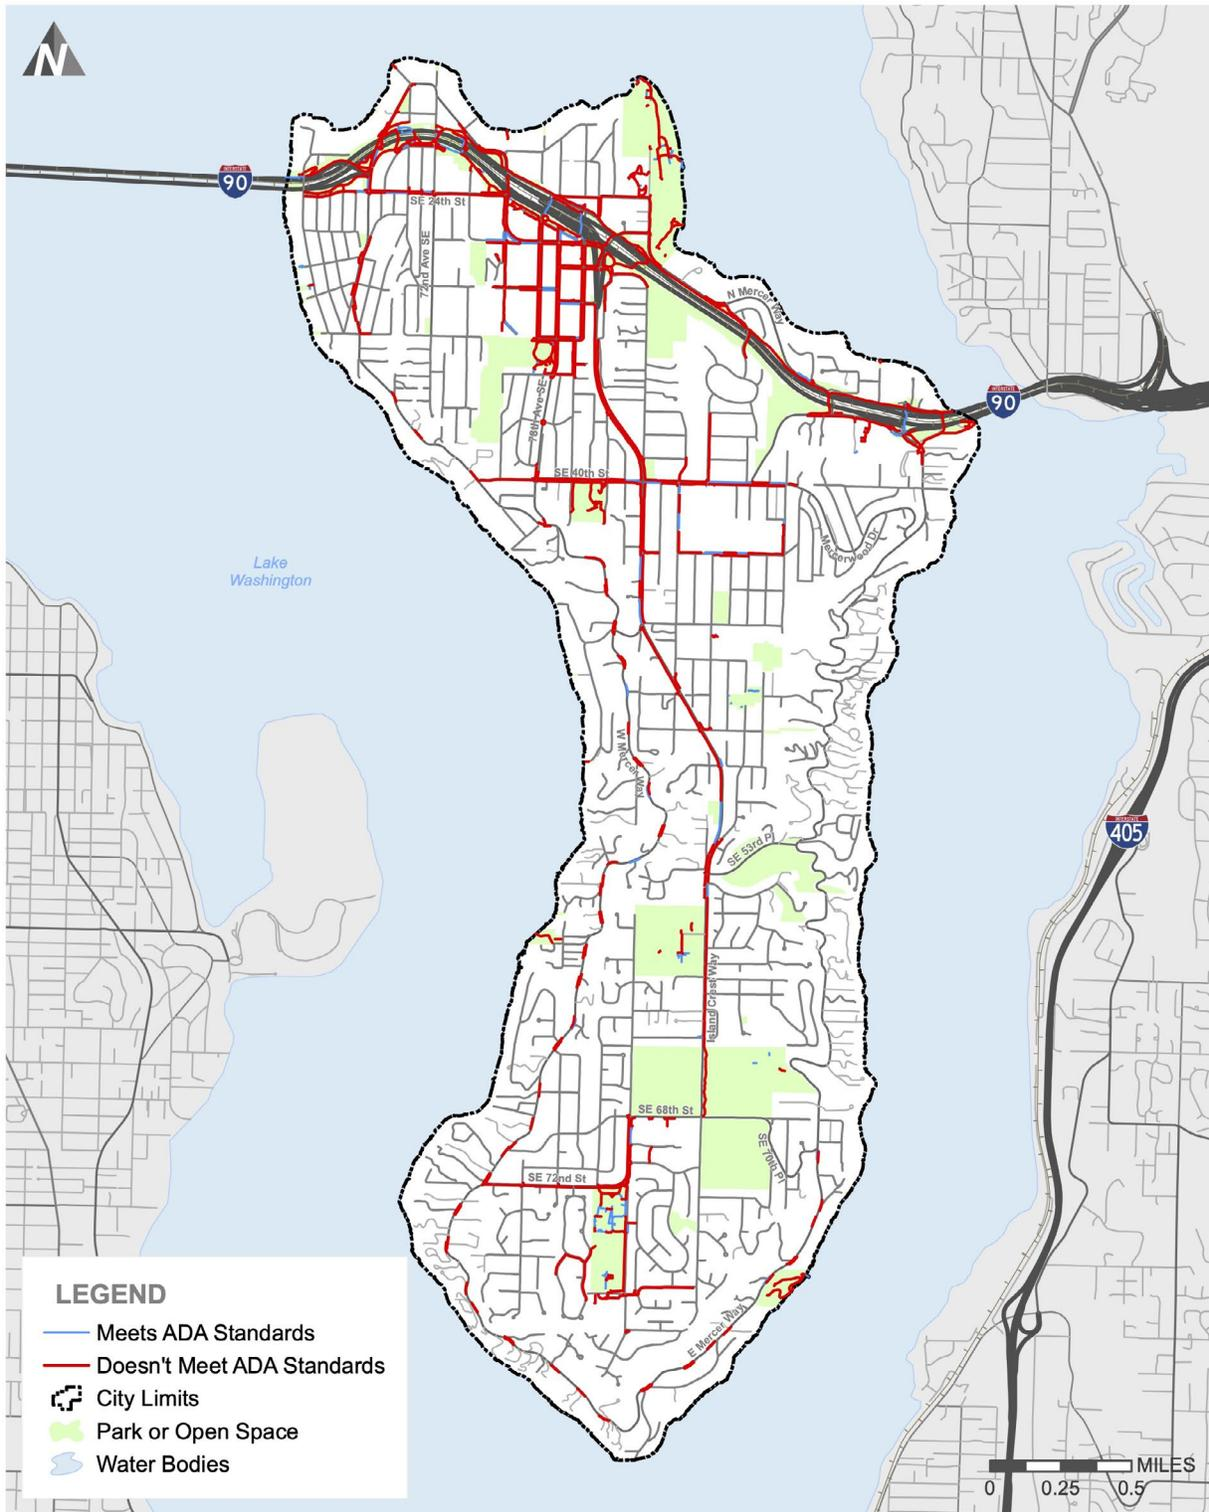 N
INTERSTATE
90
SE 24th St
72nd Ave SE
N Mercer Way
INTERSTATE
90
78th Ave SE
SE 40th St
Mercerwood Dr
Lake
Washington
W Mercer Way
INTERSTATE
405
SE 53rd Pl
Island Crest Way
SE 68th St
SE 70th Pl
SE 72nd St
E Mercer Way
LEGEND
Meets ADA Standards
Doesn't Meet ADA Standards
City Limits
Park or Open Space
Water Bodies
MILES
0 0.25 0.5